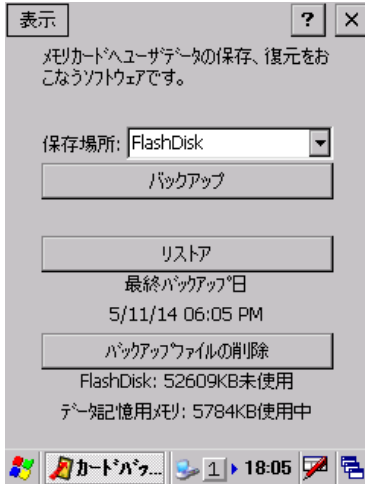 表示 ? ×
メモリカードへユーザデータの保存、復元をお
こなうソフトウェアです。
保存場所: FlashDisk
バックアップ
リストア
最終バックアップ日
5/11/14 06:05 PM
バックアップファイルの削除
FlashDisk: 52609KB未使用
データ記憶用メモリ: 5784KB使用中
カードバッ... 1 18:05